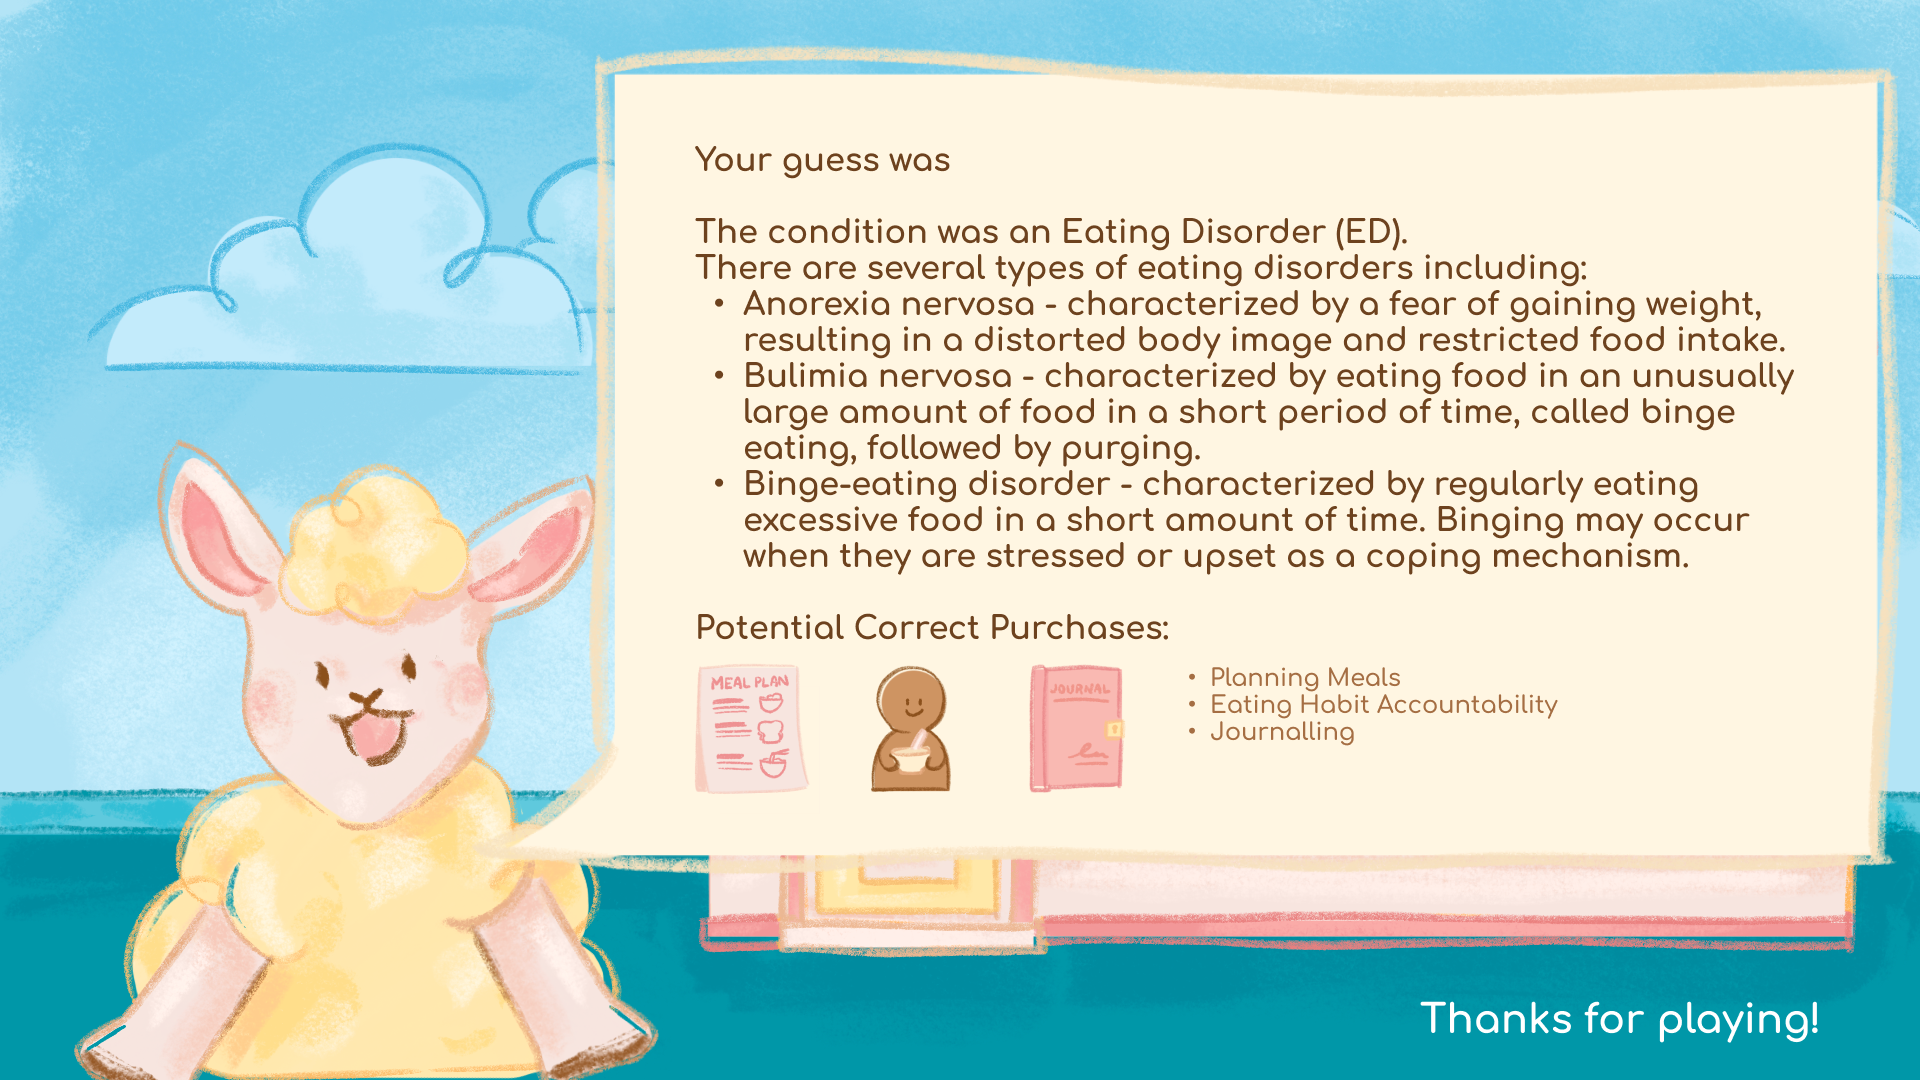 Your guess was
The condition was an Eating Disorder (ED).
There are several types of eating disorders including:
• Anorexia nervosa - characterized by a fear of gaining weight,
resulting in a distorted body image and restricted food intake.
• Bulimia nervosa - characterized by eating food in an unusually
large amount of food in a short period of time, called binge
eating, followed by purging.
• Binge-eating disorder - characterized by regularly eating
excessive food in a short amount of time. Binging may occur
when they are stressed or upset as a coping mechanism.
Potential Correct Purchases:
MEAL PLAN
JOURNAL
• Planning Meals
• Eating Habit Accountability
• Journalling
Thanks for playing!